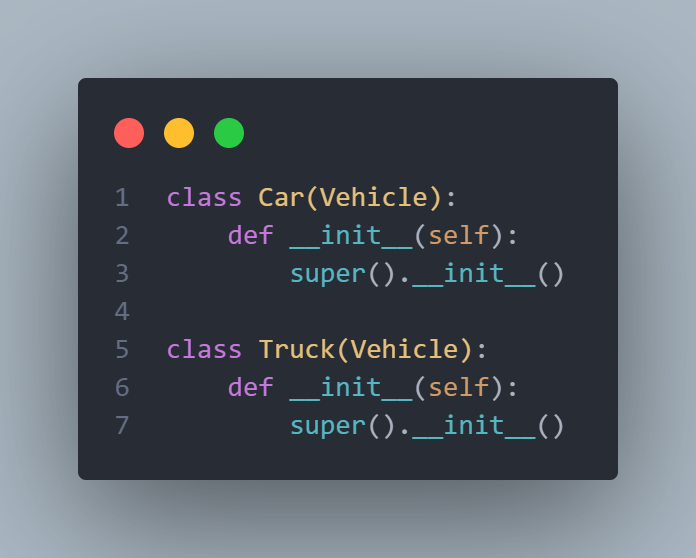 1 class Car(Vehicle):
2     def __init__(self):
3         super().__init__()
4
5 class Truck(Vehicle):
6     def __init__(self):
7         super().__init__()